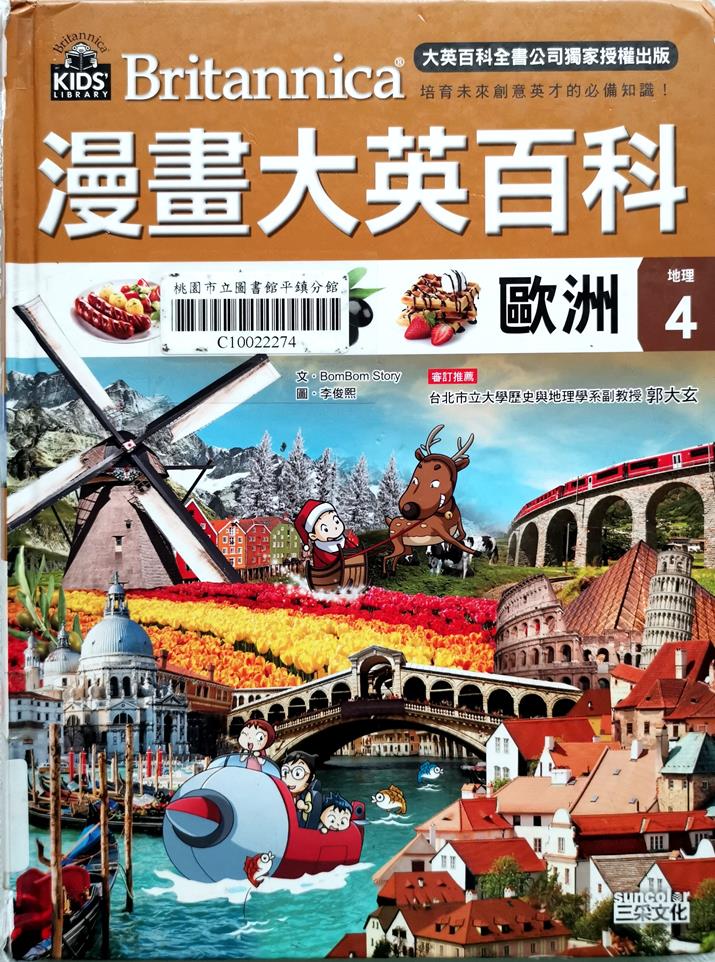 Britannica
KIDS'
LIBRARY
Britannica®
大英百科全書公司獨家授權出版
培育未來創意英才的必備知識！
漫畫大英百科
桃園市立圖書館平鎮分館
C10022274
歐洲
地理
4
文・BomBom Story
圖・李俊熙
審訂推薦
台北市立大學歷史與地理學系副教授 郭大玄
suncolor
三采文化